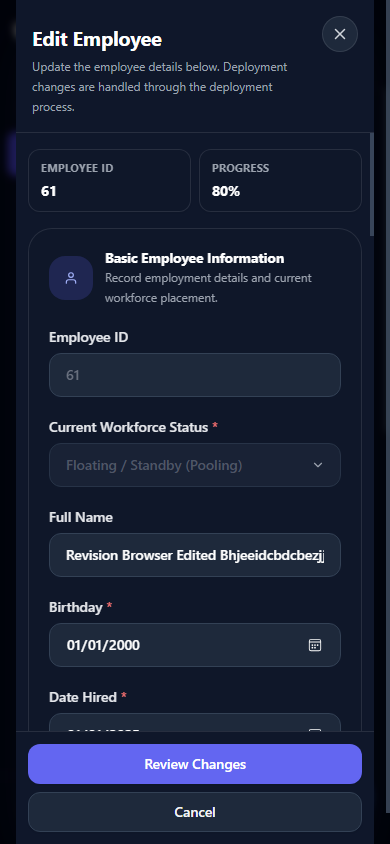 Edit Employee
Update the employee details below. Deployment
changes are handled through the deployment
process.
EMPLOYEE ID
61
PROGRESS
80%
Basic Employee Information
Record employment details and current
workforce placement.
Employee ID
61
Current Workforce Status *
Floating / Standby (Pooling)
Full Name
Revision Browser Edited
Birthday *
01/01/2000
Date Hired *
Review Changes
Cancel